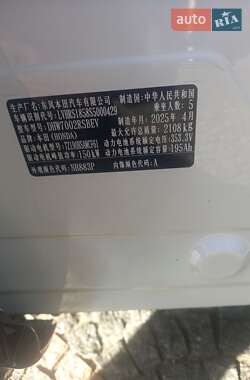 生产厂名:东风本田汽车有限公司 制造国:中华人民共和国
车辆识别代号:LVHRS1858S5000429 乘坐人数:5
整车型号:DHW7002RSBEV 制造年月:2025年4月
品牌:本田(HONDA) 最大允许总质量:2108kg
驱动电机型号: 动力电池系统额定电压:353.3V
驱动电机峰值功率:150kW 动力电池系统额定容量:195Ah
外饰颜色代码:NH883P 内饰颜色代码:A